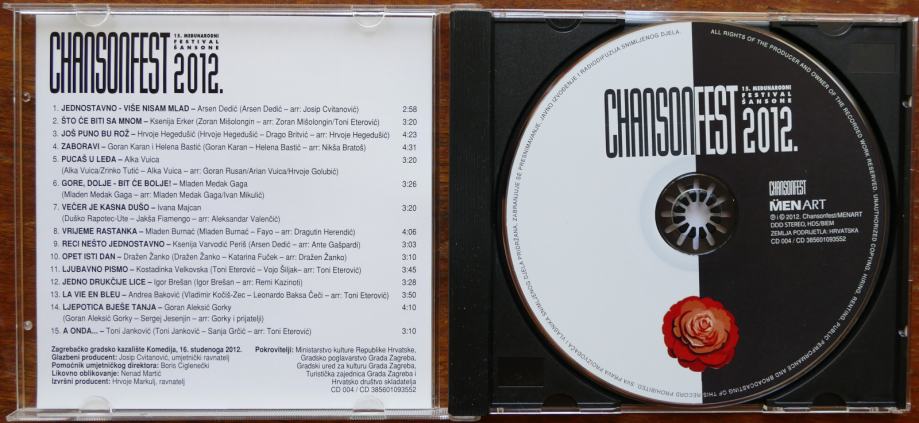 CHANSONFEST 15. MEĐUNARODNI
FESTIVAL
ŠANSONE
2012.
1. JEDNOSTAVNO - VIŠE NISAM MLAD – Arsen Dedić (Arsen Dedić – arr: Josip Cvitanović) 2:58
2. ŠTO ĆE BITI SA MNOM – Ksenija Erker (Zoran Mišolongin – arr: Zoran Mišolongin/Toni Eterović) 3:20
3. JOŠ PUNO BU ROŽ – Hrvoje Hegedušić (Hrvoje Hegedušić – Drago Britvić – arr: Hrvoje Hegedušić) 4:23
4. ZABORAVI – Goran Karan i Helena Bastić (Goran Karan – Helena Bastić – arr: Nikša Bratoš) 4:31
5. PUCAŠ U LEĐA – Alka Vuica 3:20
(Alka Vuica/Zrinko Tutić – Alka Vuica – arr: Goran Rusan/Arian Vuica/Hrvoje Golubić)
6. GORE, DOLJE - BIT ĆE BOLJE! – Mladen Medak Gaga 3:26
(Mladen Medak Gaga – arr: Mladen Medak Gaga/Ivan Mikulić)
7. VEČER JE KASNA DUŠO – Ivana Majcan 3:20
(Duško Rapotec-Ute – Jakša Fiamengo – arr: Aleksandar Valenčić)
8. VRIJEME RASTANKA – Mladen Burnać (Mladen Burnać – Fayo – arr: Dragutin Herendić) 4:06
9. RECI NEŠTO JEDNOSTAVNO – Ksenija Varvodić Periš (Arsen Dedić – arr: Ante Gašpardi) 3:03
10. OPET ISTI DAN – Dražen Žanko (Dražen Žanko – Katarina Fuček – arr: Dražen Žanko) 3:10
11. LJUBAVNO PISMO – Kostadinka Velkovska (Toni Eterović – Vojo Šiljak– arr: Toni Eterović) 3:45
12. JEDNO DRUKČIJE LICE – Igor Brešan (Igor Brešan – arr: Remi Kazinoti) 3:28
13. LA VIE EN BLEU – Andrea Baković (Vladimir Kočiš-Zec – Leonardo Baksa Čeči – arr: Toni Eterović) 3:50
14. LJEPOTICA BJEŠE TANJA – Goran Aleksić Gorky 4:10
(Goran Aleksić Gorky – Sergej Jesenjin – arr: Gorky i prijatelji)
15. A ONDA... – Toni Janković (Toni Janković – Sanja Grčić – arr: Toni Eterović) 3:10
Zagrebačko gradsko kazalište Komedija, 16. studenoga 2012.
Glazbeni producent: Josip Cvitanović, umjetnički ravnatelj
Pomoćnik umjetničkog direktora: Boris Ciglenečki
Likovno oblikovanje: Nenad Martić
Izvršni producent: Hrvoje Markulj, ravnatelj
Pokrovitelji: Ministarstvo kulture Republike Hrvatske,
Gradsko poglavarstvo Grada Zagreba,
Gradski ured za kulturu Grada Zagreba,
Turistička zajednica Grada Zagreba i
Hrvatsko društvo skladatelja
CD 004 / CD 385601093552
CHANSONFEST 15. MEĐUNARODNI
FESTIVAL
ŠANSONE
2012.
CHANSONFEST
MENART
℗ i © 2012. Chansonfest/MENART
DDD STEREO, HDS/BIEM
ZEMLJA PODRIJETLA: HRVATSKA
CD 004 / CD 385601093552
ALL RIGHTS OF THE PRODUCER AND OWNER OF THE RECORDED WORK RESERVED. UNAUTHORIZED COPYING, HIRING, RENTING, PUBLIC PERFORMANCE AND BROADCASTING OF THIS RECORD PROHIBITED.
SVA PRAVA PROIZVOĐAČA I VLASNIKA SNIMLJENOG DJELA PRIDRŽANA. ZABRANJUJE SE PRESNIMAVANJE, JAVNO IZVOĐENJE I RADIODIFUZIJA SNIMLJENOG DJELA.